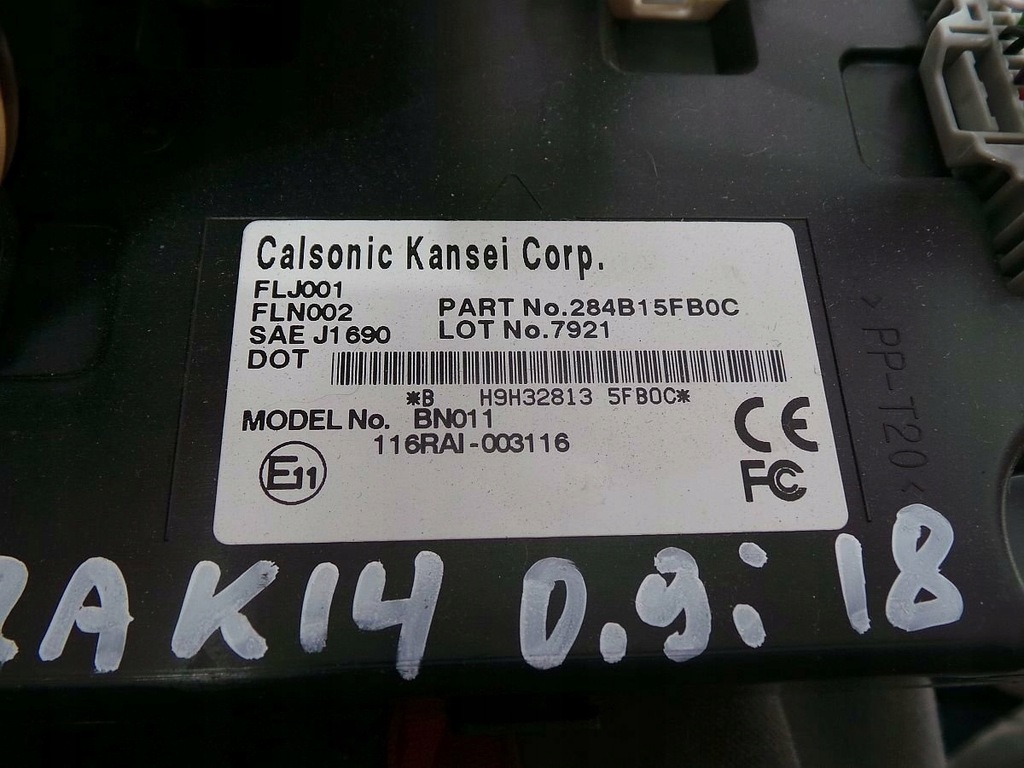 Calsonic Kansei Corp.
FLJ001
FLN002
SAE J1690
DOT
PART No.284B15FB0C
LOT No.7921
*B H9H32813 5FB0C*
MODEL No. BN011
116RAI-003116
E11
CE
FC
>PP-T20<
AK14 0.9: 18